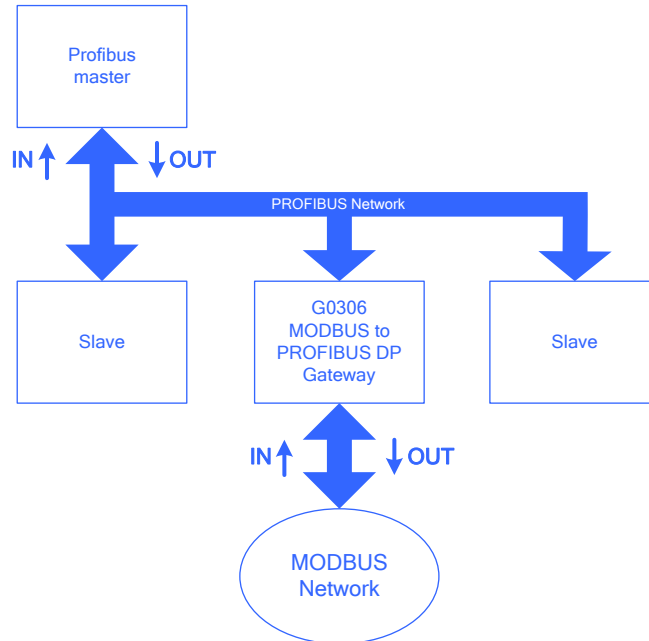 Profibus
master
IN
OUT
PROFIBUS Network
Slave
G0306
MODBUS to
PROFIBUS DP
Gateway
Slave
IN
OUT
MODBUS
Network